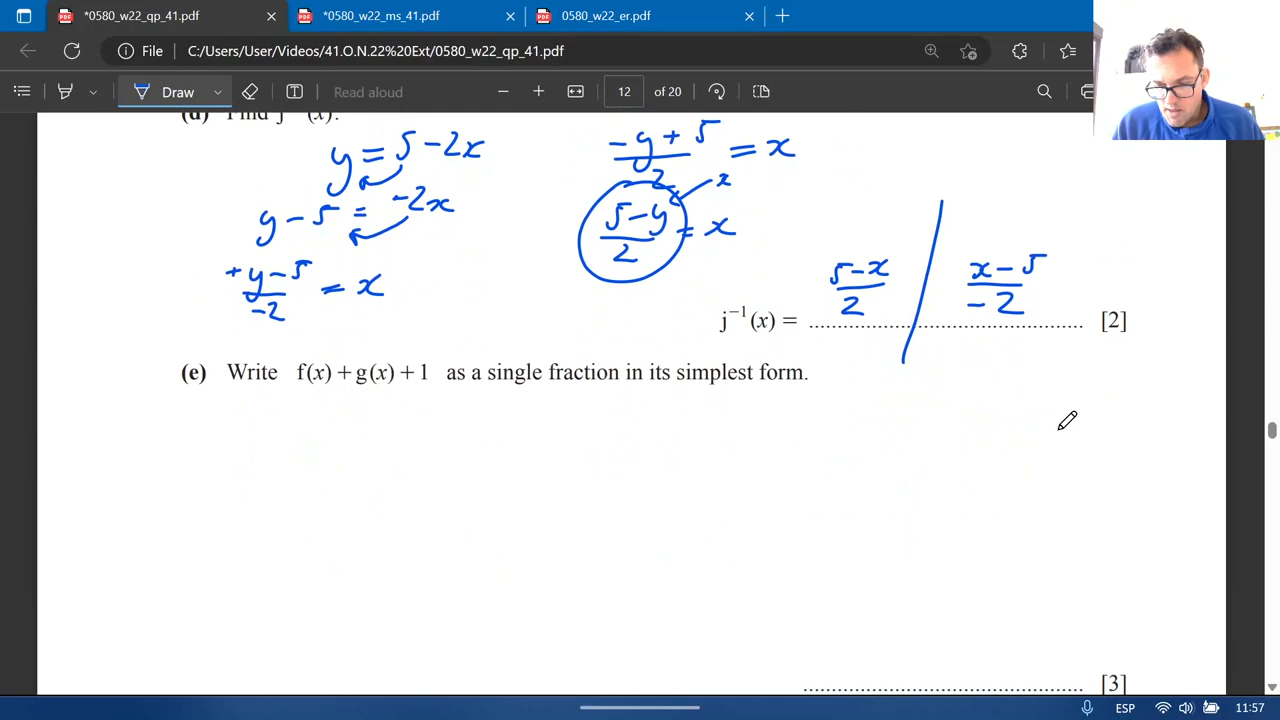 *0580_w22_qp_41.pdf
*0580_w22_ms_41.pdf
0580_w22_er.pdf
File
C:/Users/User/Videos/41.O.N.22%20Ext/0580_w22_qp_41.pdf
Draw
Read aloud
12 of 20
(d) Find j⁻¹(x).
y = 5 - 2x
y - 5 = -2x
+y - 5 / -2 = x
-y + 5 / 2 = x
x
5 - y / 2 = x
5 - x / 2
x - 5 / -2
j⁻¹(x) = ................................................ [2]
(e) Write f(x) + g(x) + 1 as a single fraction in its simplest form.
................................................ [3]
ESP
11:57